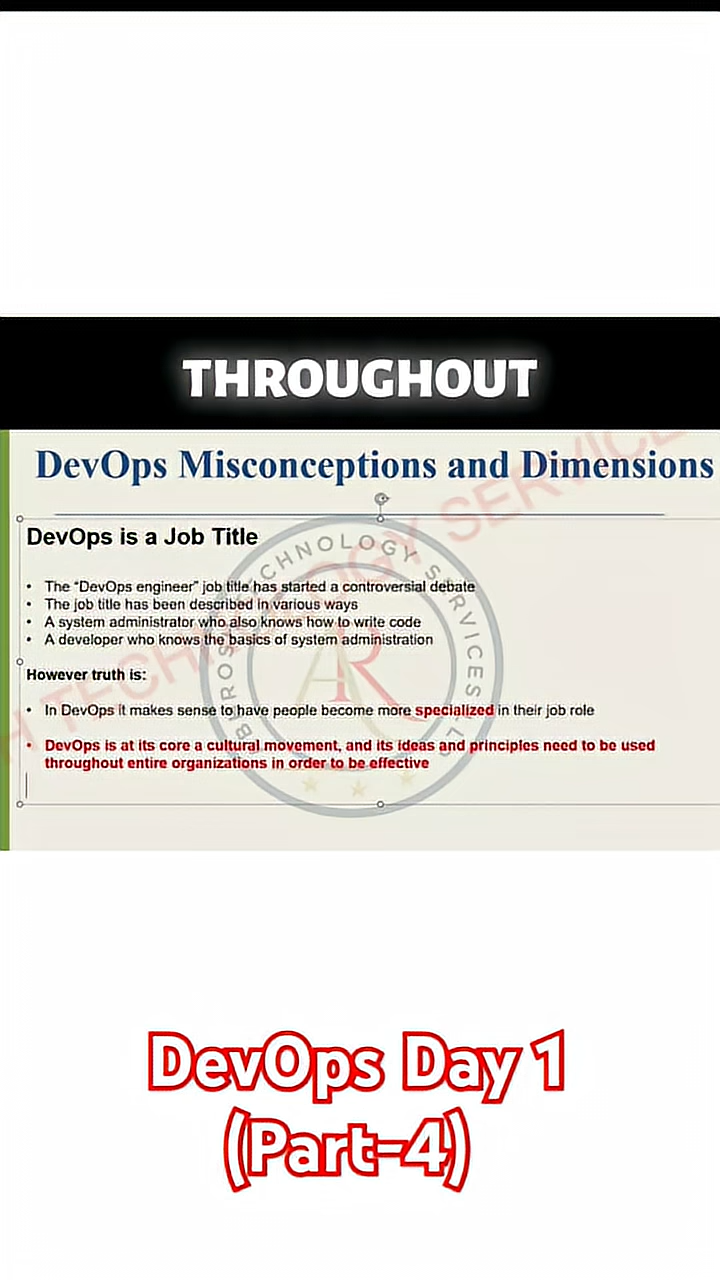 THROUGHOUT
DevOps Misconceptions and Dimensions
DevOps is a Job Title
• The "DevOps engineer" job title has started a controversial debate
• The job title has been described in various ways
• A system administrator who also knows how to write code
• A developer who knows the basics of system administration
However truth is:
• In DevOps it makes sense to have people become more specialized in their job role
• DevOps is at its core a cultural movement, and its ideas and principles need to be used
throughout entire organizations in order to be effective
TECHNOLOGY SERVICES
AR
DevOps Day 1
(Part-4)